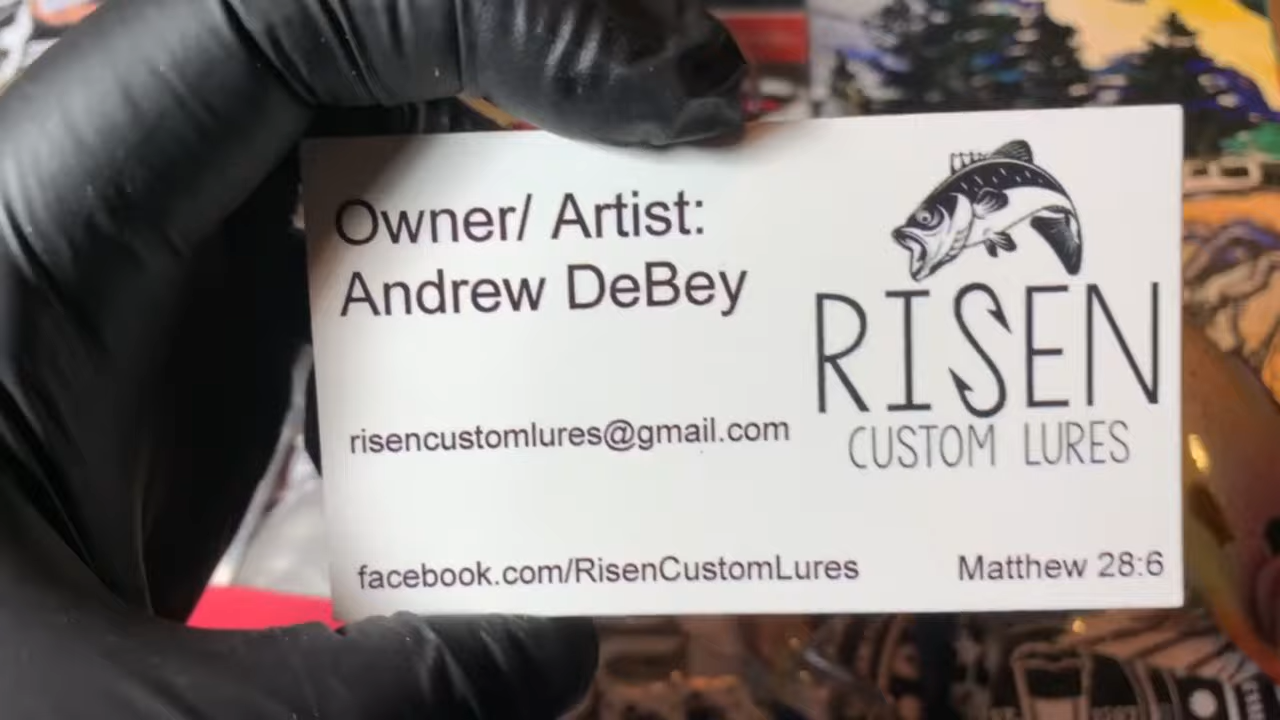 Owner/ Artist:
Andrew DeBey
risencustomlures@gmail.com
facebook.com/RisenCustomLures
RISEN
CUSTOM LURES
Matthew 28:6